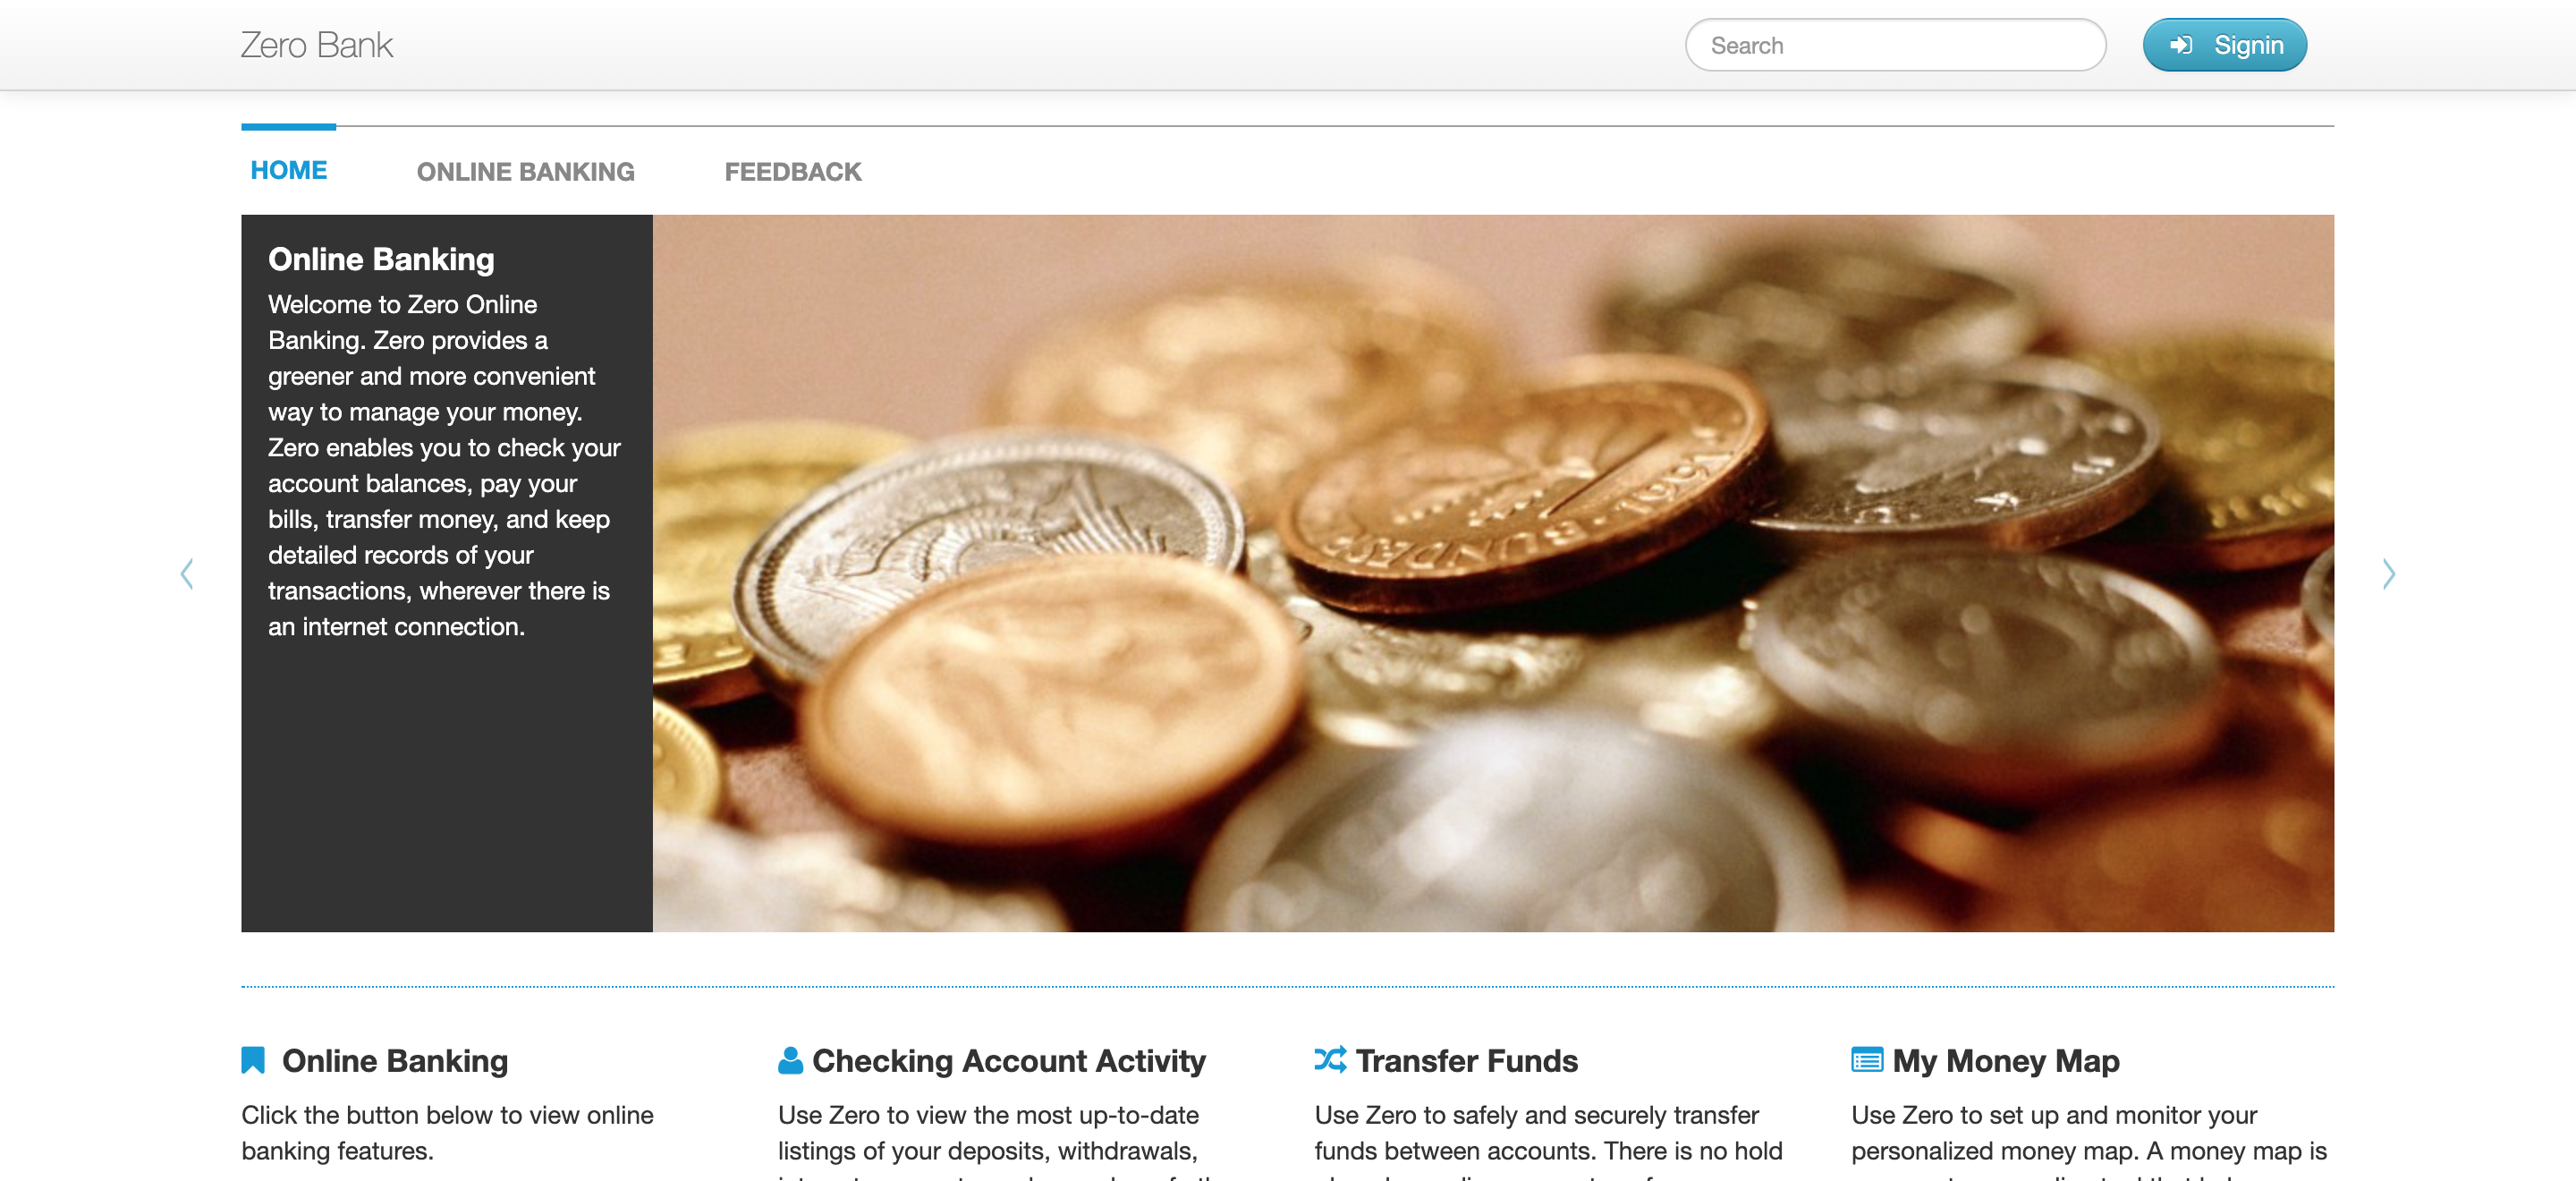 Zero Bank
Search
Signin
HOME
ONLINE BANKING
FEEDBACK
Online Banking
Welcome to Zero Online
Banking. Zero provides a
greener and more convenient
way to manage your money.
Zero enables you to check your
account balances, pay your
bills, transfer money, and keep
detailed records of your
transactions, wherever there is
an internet connection.
Online Banking
Click the button below to view online
banking features.
Checking Account Activity
Use Zero to view the most up-to-date
listings of your deposits, withdrawals,
Transfer Funds
Use Zero to safely and securely transfer
funds between accounts. There is no hold
My Money Map
Use Zero to set up and monitor your
personalized money map. A money map is